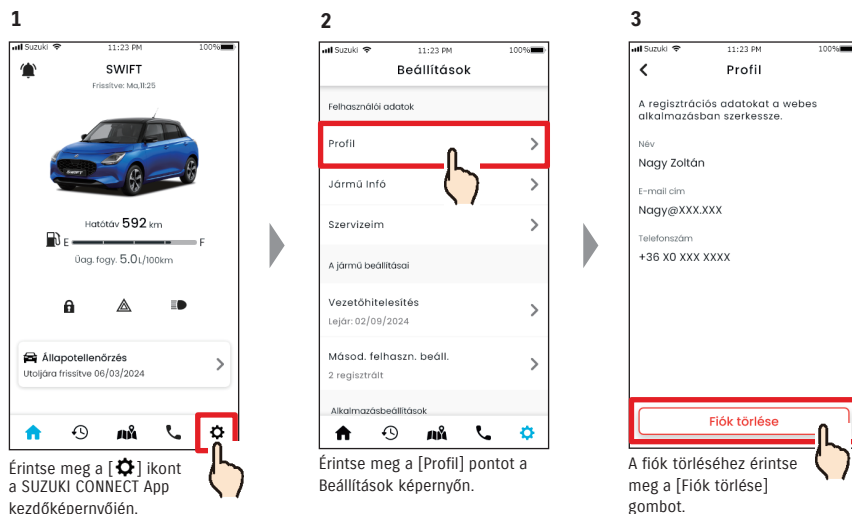 1
Suzuki 11:23 PM 100%
SWIFT
Frissítve: Ma,11:25
SWIFT
Hatótáv 592 km
E F
Üag. fogy. 5.0L/100km
Állapotellenőrzés
Utoljára frissítve 06/03/2024
Érintse meg a [ ] ikont
a SUZUKI CONNECT App
kezdőképernyőjén.
2
Suzuki 11:23 PM 100%
Beállítások
Felhasználói adatok
Profil
Jármű Infó
Szervizeim
A jármű beállításai
Vezetőhitelesítés
Lejár: 02/09/2024
Másod. felhaszn. beáll.
2 regisztrált
Alkalmazásbeállítások
Érintse meg a [Profil] pontot a
Beállítások képernyőn.
3
Suzuki 11:23 PM 100%
Profil
A regisztrációs adatokat a webes
alkalmazásban szerkessze.
Név
Nagy Zoltán
E-mail cím
Nagy@XXX.XXX
Telefonszám
+36 X0 XXX XXXX
Fiók törlése
A fiók törléséhez érintse
meg a [Fiók törlése]
gombot.